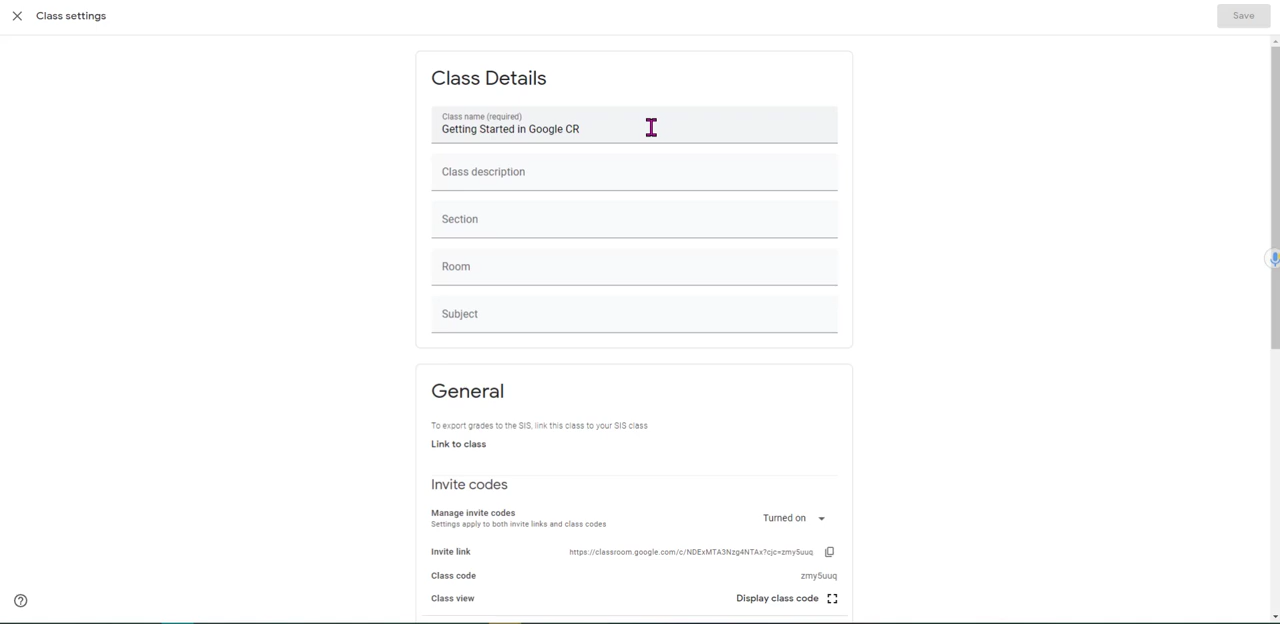 Class settings
Save
Class Details
Class name (required)
Getting Started in Google CR
Class description
Section
Room
Subject
General
To export grades to the SIS, link this class to your SIS class
Link to class
Invite codes
Manage invite codes
Turned on
Settings apply to both invite links and class codes
Invite link https://classroom.google.com/c/NDExMTA3Nzg4NTAx?cjc=zmy5uuq
Class code zmy5uuq
Class view Display class code